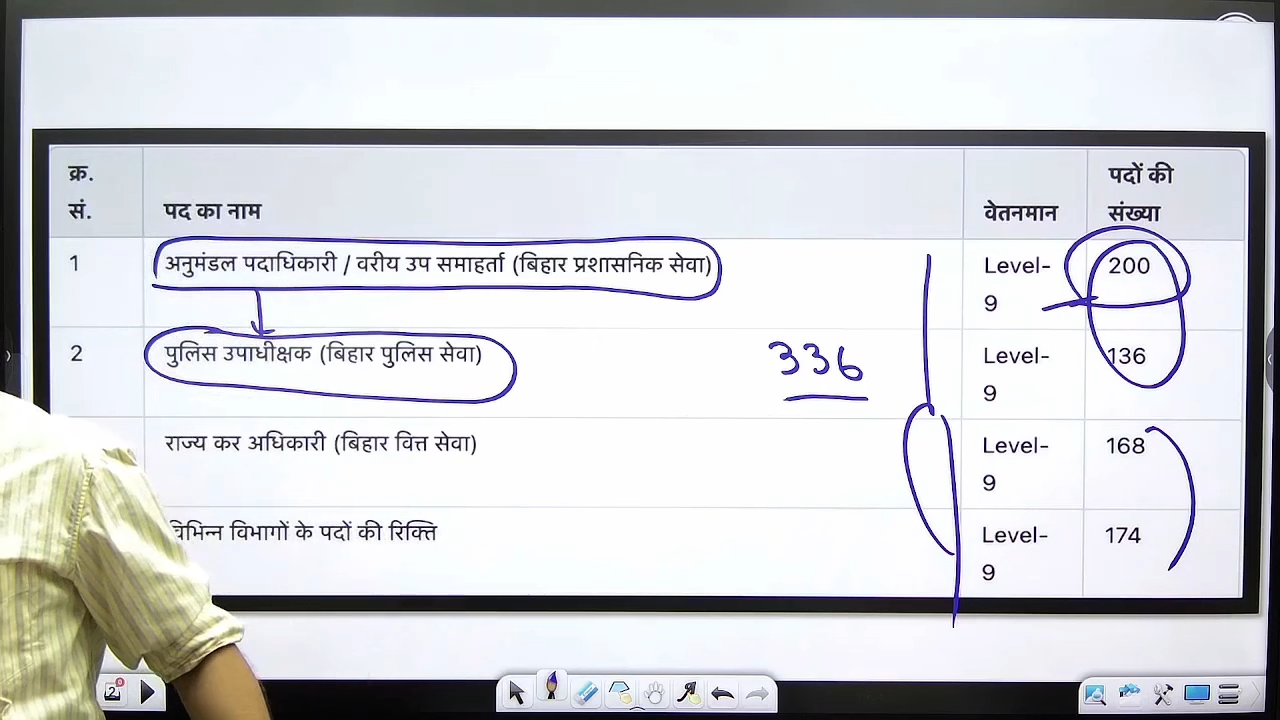 क्र.
सं.
पद का नाम
वेतनमान
पदों की
संख्या
1
अनुमंडल पदाधिकारी / वरीय उप समाहर्ता (बिहार प्रशासनिक सेवा)
Level-
9
200
2
पुलिस उपाधीक्षक (बिहार पुलिस सेवा)
336
Level-
9
136
राज्य कर अधिकारी (बिहार वित्त सेवा)
Level-
9
168
विभिन्न विभागों के पदों की रिक्ति
Level-
9
174
2